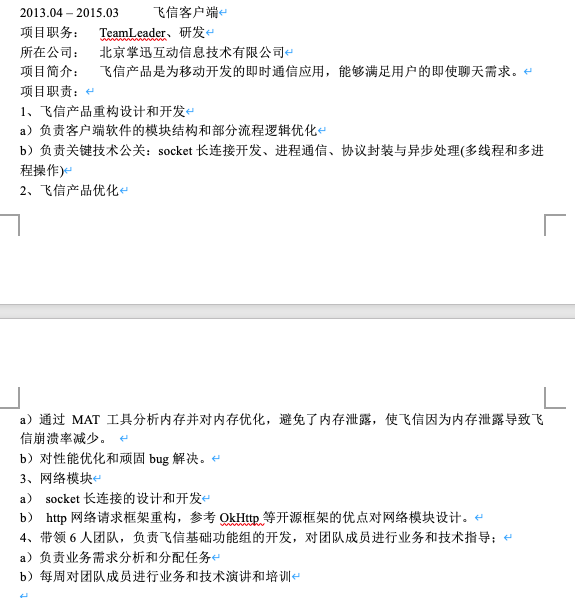 2013.04 – 2015.03 飞信客户端
项目职务： TeamLeader、研发
所在公司： 北京掌迅互动信息技术有限公司
项目简介： 飞信产品是为移动开发的即时通信应用，能够满足用户的即使聊天需求。
项目职责：
1、飞信产品重构设计和开发
a）负责客户端软件的模块结构和部分流程逻辑优化
b）负责关键技术公关：socket 长连接开发、进程通信、协议封装与异步处理(多线程和多进
程操作)
2、飞信产品优化
a）通过 MAT 工具分析内存并对内存优化，避免了内存泄露，使飞信因为内存泄露导致飞
信崩溃率减少。
b）对性能优化和顽固 bug 解决。
3、网络模块
a） socket 长连接的设计和开发
b） http 网络请求框架重构，参考 OkHttp 等开源框架的优点对网络模块设计。
4、带领 6 人团队，负责飞信基础功能组的开发，对团队成员进行业务和技术指导；
a）负责业务需求分析和分配任务
b）每周对团队成员进行业务和技术演讲和培训